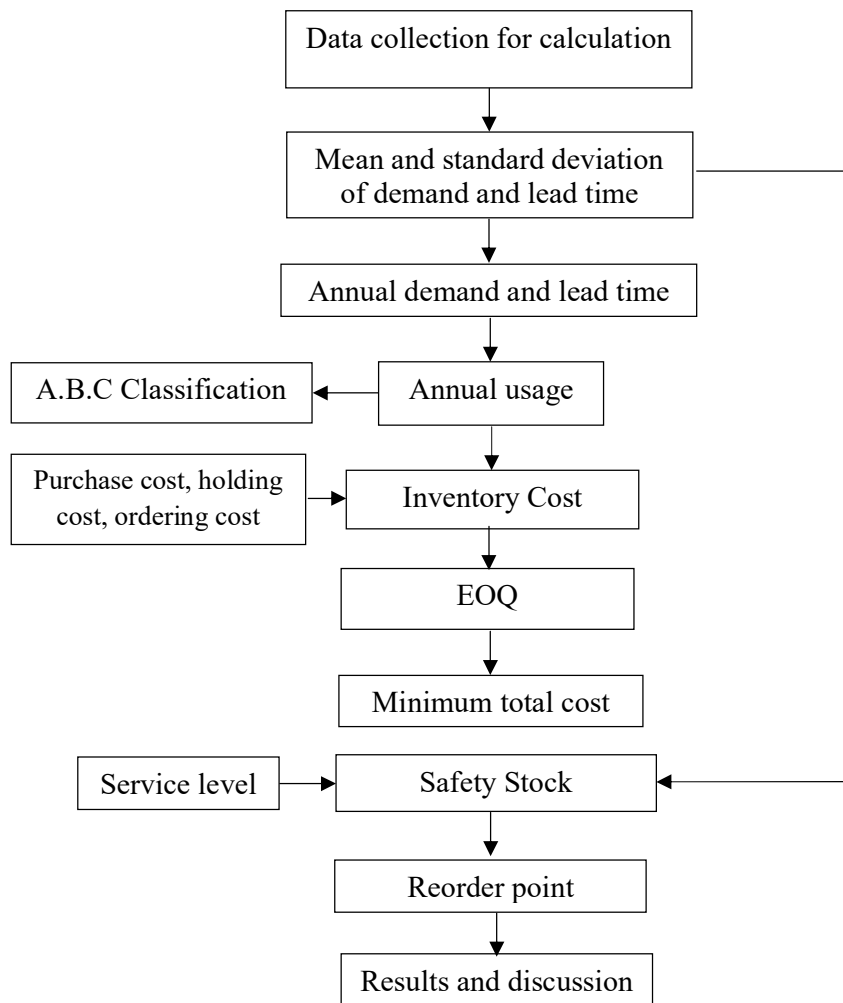 Data collection for calculation
Mean and standard deviation
of demand and lead time
Annual demand and lead time
A.B.C Classification
Annual usage
Purchase cost, holding
cost, ordering cost
Inventory Cost
EOQ
Minimum total cost
Service level
Safety Stock
Reorder point
Results and discussion